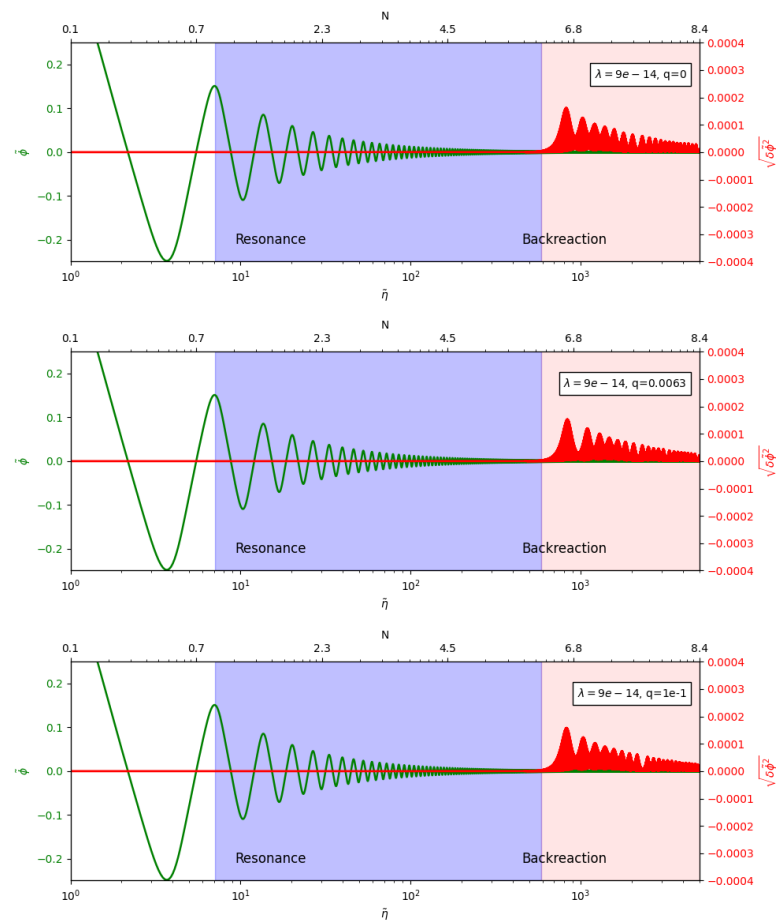 N
0.1 0.7 2.3 4.5 6.8 8.4
0.2 0.1 0.0 −0.1 −0.2
ϕ̃
0.0004 0.0003 0.0002 0.0001 0.0000 −0.0001 −0.0002 −0.0003 −0.0004
√δϕ̃²
λ = 9e − 14, q=0
Resonance Backreaction
10⁰ 10¹ 10² 10³
η̃
N
0.1 0.7 2.3 4.5 6.8 8.4
0.2 0.1 0.0 −0.1 −0.2
ϕ̃
0.0004 0.0003 0.0002 0.0001 0.0000 −0.0001 −0.0002 −0.0003 −0.0004
√δϕ̃²
λ = 9e − 14, q=0.0063
Resonance Backreaction
10⁰ 10¹ 10² 10³
η̃
N
0.1 0.7 2.3 4.5 6.8 8.4
0.2 0.1 0.0 −0.1 −0.2
ϕ̃
0.0004 0.0003 0.0002 0.0001 0.0000 −0.0001 −0.0002 −0.0003 −0.0004
√δϕ̃²
λ = 9e − 14, q=1e-1
Resonance Backreaction
10⁰ 10¹ 10² 10³
η̃